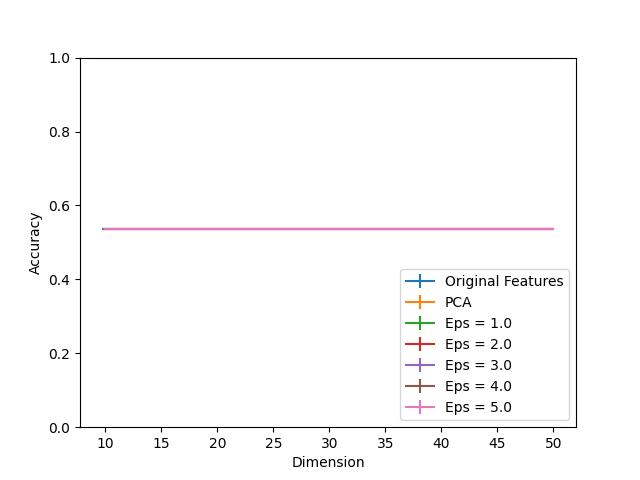 1.0
0.8
0.6
0.4
0.2
0.0
Accuracy
Original Features
PCA
Eps = 1.0
Eps = 2.0
Eps = 3.0
Eps = 4.0
Eps = 5.0
10 15 20 25 30 35 40 45 50
Dimension